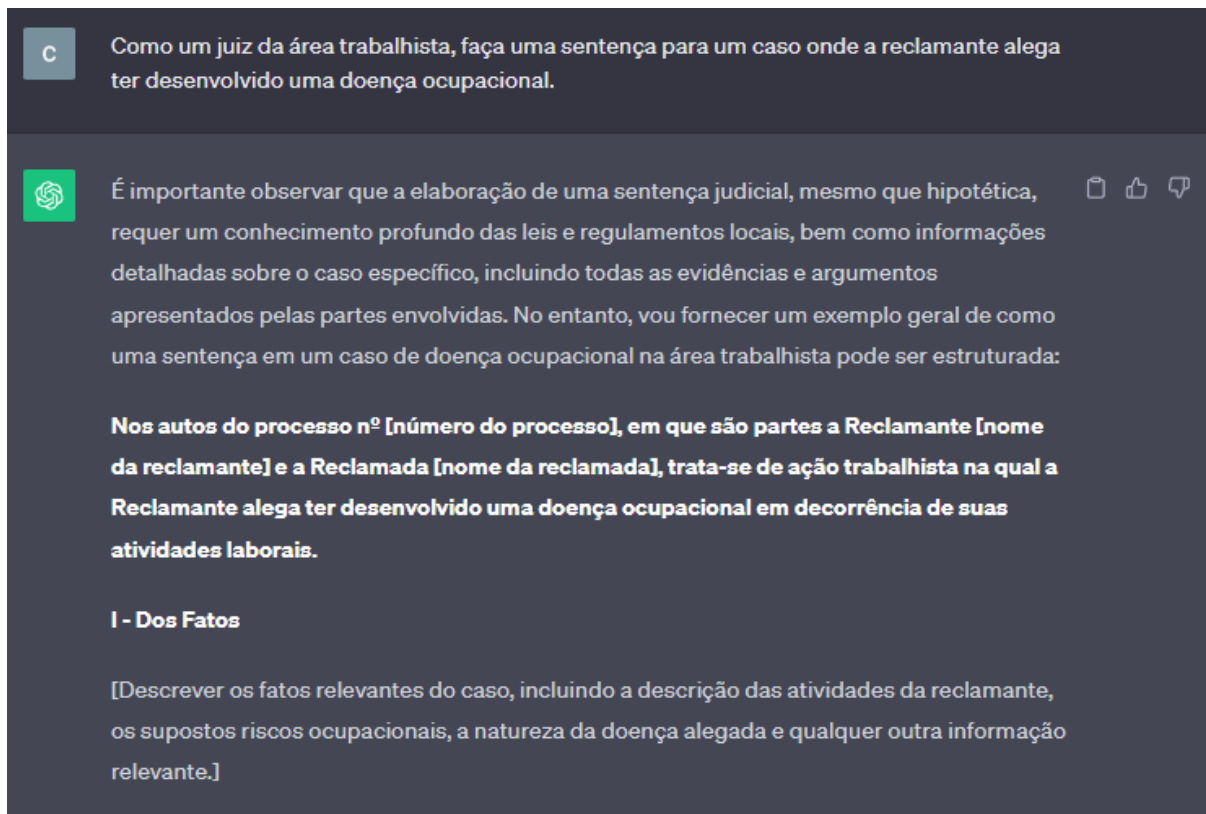 C
Como um juiz da área trabalhista, faça uma sentença para um caso onde a reclamante alega
ter desenvolvido uma doença ocupacional.
É importante observar que a elaboração de uma sentença judicial, mesmo que hipotética,
requer um conhecimento profundo das leis e regulamentos locais, bem como informações
detalhadas sobre o caso específico, incluindo todas as evidências e argumentos
apresentados pelas partes envolvidas. No entanto, vou fornecer um exemplo geral de como
uma sentença em um caso de doença ocupacional na área trabalhista pode ser estruturada:
Nos autos do processo nº [número do processo], em que são partes a Reclamante [nome
da reclamante] e a Reclamada [nome da reclamada], trata-se de ação trabalhista na qual a
Reclamante alega ter desenvolvido uma doença ocupacional em decorrência de suas
atividades laborais.
I - Dos Fatos
[Descrever os fatos relevantes do caso, incluindo a descrição das atividades da reclamante,
os supostos riscos ocupacionais, a natureza da doença alegada e qualquer outra informação
relevante.]